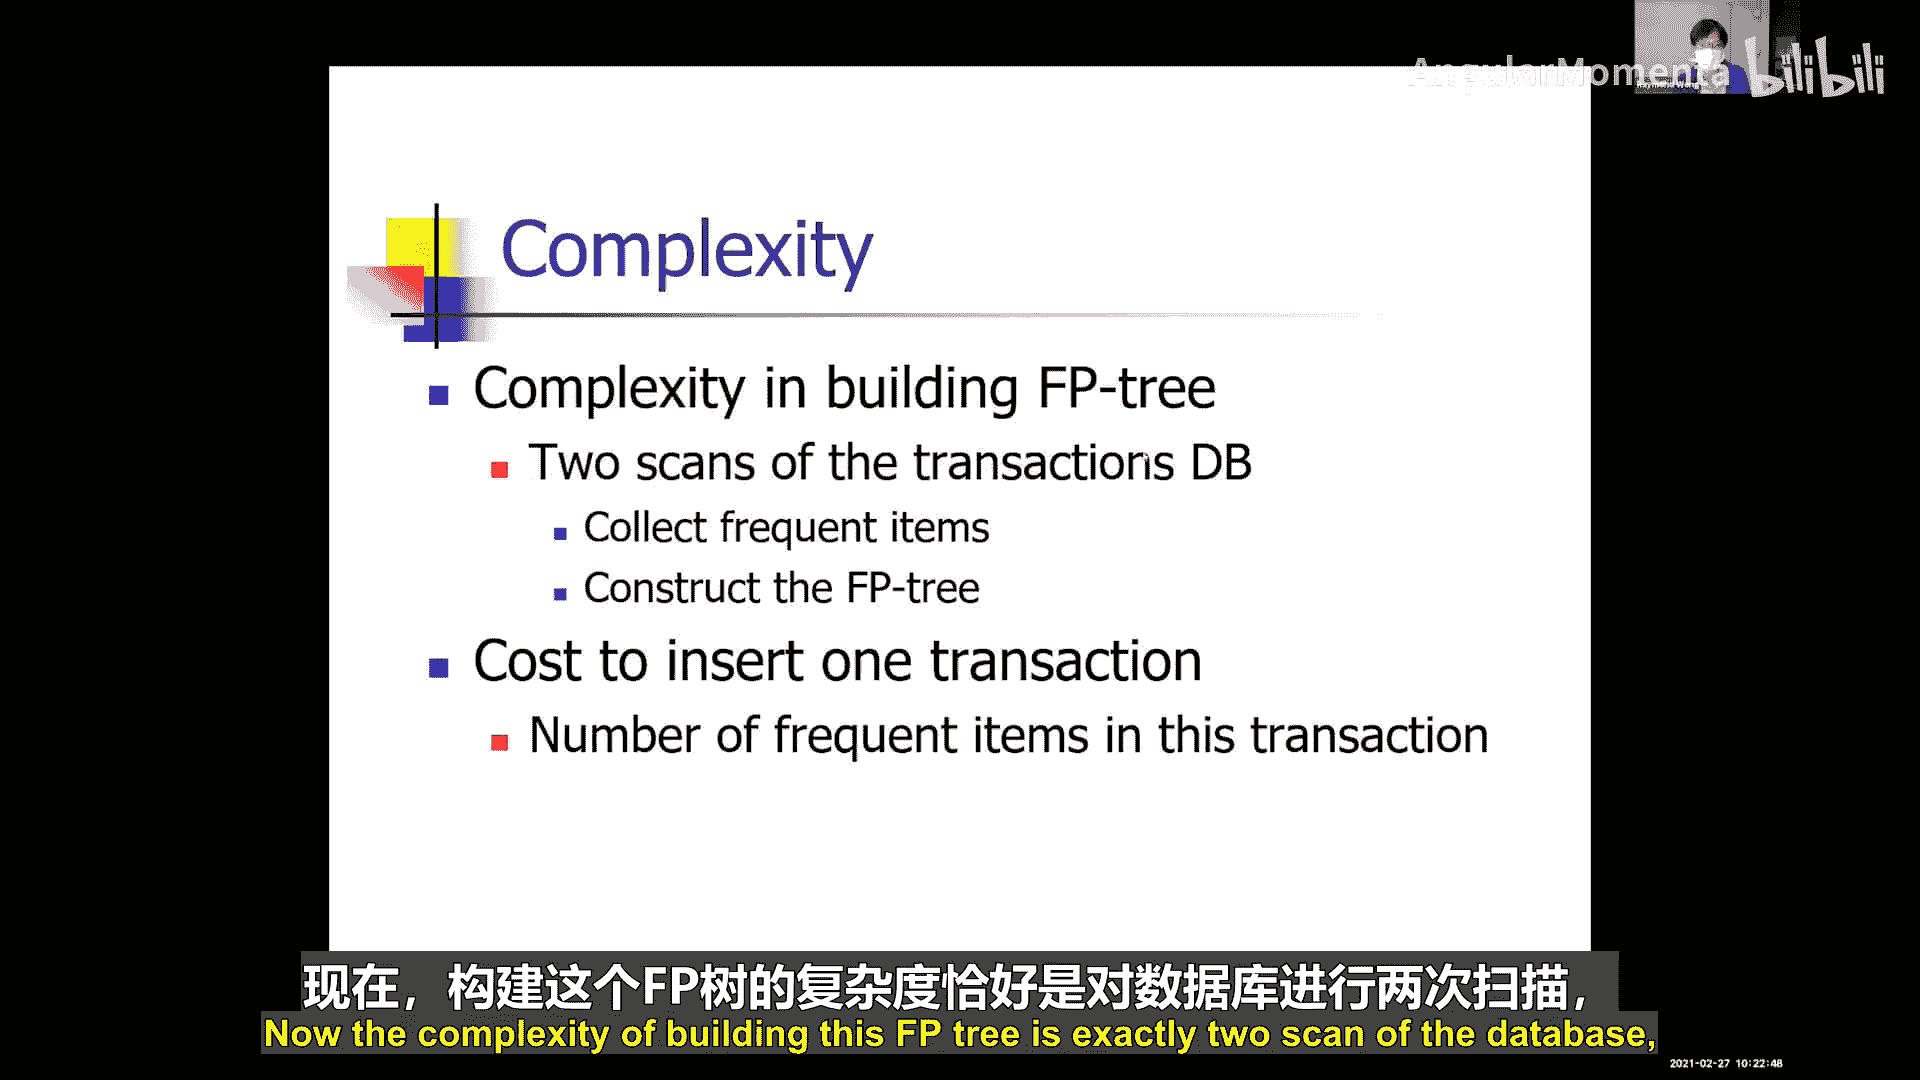 AngularMomenta
bilibili
Complexity
Complexity in building FP-tree
Two scans of the transactions DB
Collect frequent items
Construct the FP-tree
Cost to insert one transaction
Number of frequent items in this transaction
现在，构建这个FP树的复杂度恰好是对数据库进行两次扫描，
Now the complexity of building this FP tree is exactly two scan of the database,
2021-02-27 10:22:48